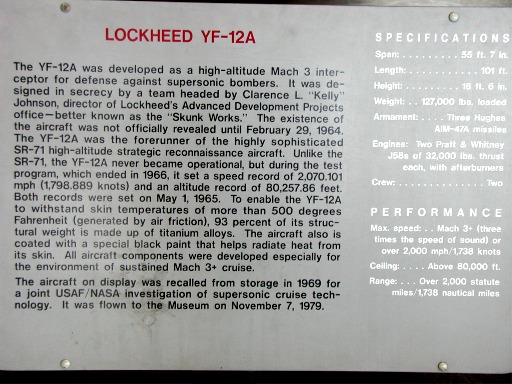 LOCKHEED YF-12A
The YF-12A was developed as a high-altitude Mach 3 inter-
ceptor for defense against supersonic bombers. It was de-
signed in secrecy by a team headed by Clarence L. "Kelly"
Johnson, director of Lockheed's Advanced Development Projects
office—better known as the "Skunk Works." The existence of
the aircraft was not officially revealed until February 29, 1964.
The YF-12A was the forerunner of the highly sophisticated
SR-71 high-altitude strategic reconnaissance aircraft. Unlike the
SR-71, the YF-12A never became operational, but during the test
program, which ended in 1966, it set a speed record of 2,070.101
mph (1,798.889 knots) and an altitude record of 80,257.86 feet.
Both records were set on May 1, 1965. To enable the YF-12A
to withstand skin temperatures of more than 500 degrees
Fahrenheit (generated by air friction), 93 percent of its struc-
tural weight is made up of titanium alloys. The aircraft also is
coated with a special black paint that helps radiate heat from
its skin. All aircraft components were developed especially for
the environment of sustained Mach 3+ cruise.
The aircraft on display was recalled from storage in 1969 for
a joint USAF/NASA investigation of supersonic cruise tech-
nology. It was flown to the Museum on November 7, 1979.
SPECIFICATIONS
Span: . . . . . . . . . 55 ft. 7 in.
Length: . . . . . . . . . . . 101 ft.
Height: . . . . . . . . . 18 ft. 6 in.
Weight: . . 127,000 lbs. loaded
Armament: . . . . Three Hughes
AIM-47A missiles
Engines: Two Pratt & Whitney
J58s of 32,000 lbs. thrust
each, with afterburners
Crew: . . . . . . . . . . . . . . Two
PERFORMANCE
Max. speed: . . Mach 3+ (three
times the speed of sound) or
over 2,000 mph/1,738 knots
Ceiling: . . . . Above 80,000 ft.
Range: . . . Over 2,000 statute
miles/1,738 nautical miles